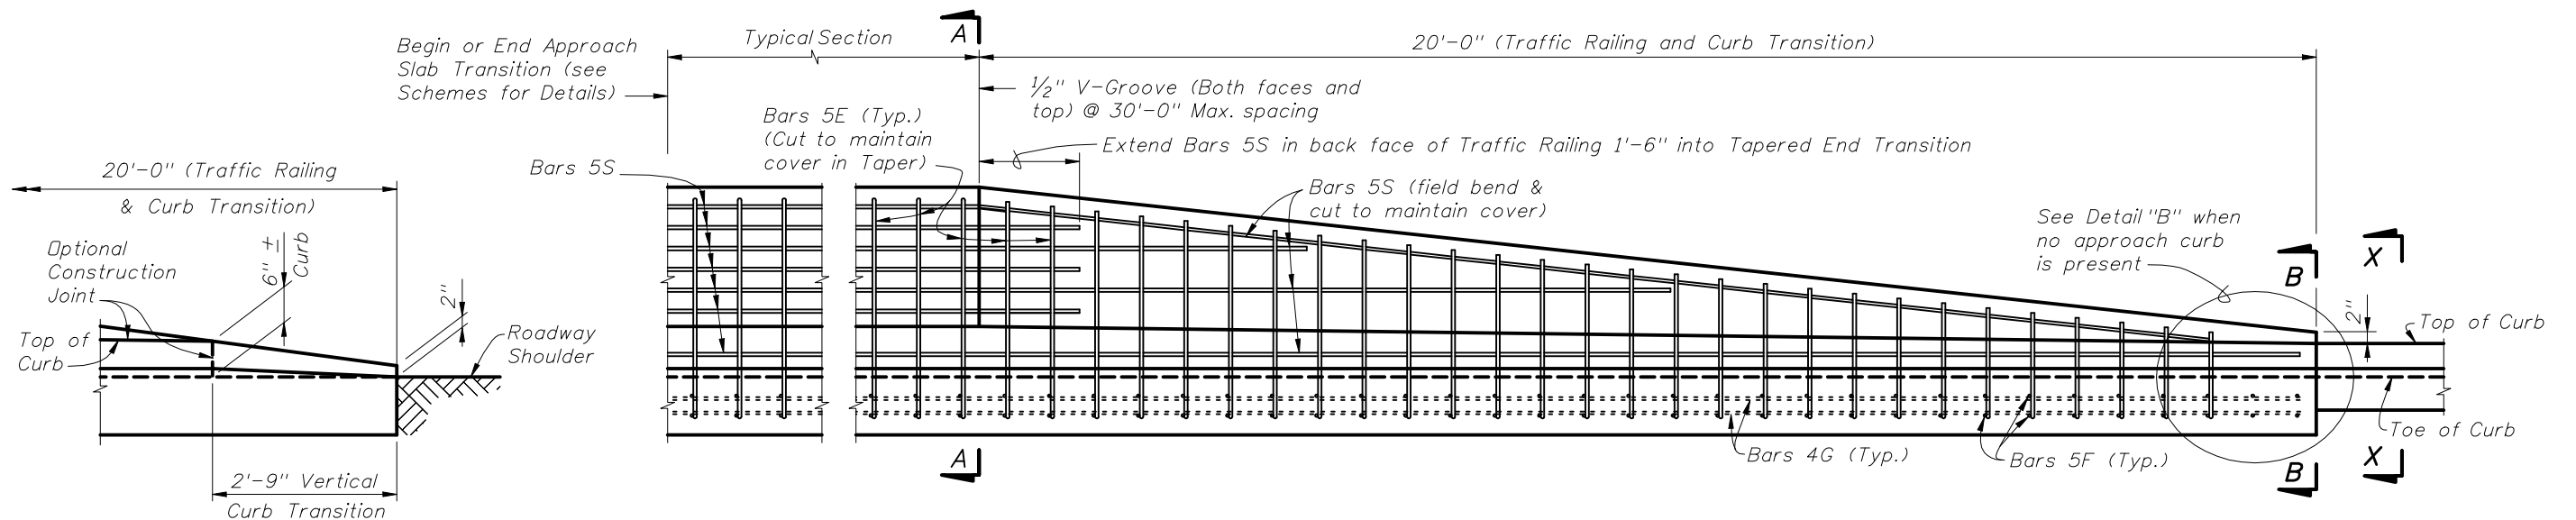 20'-0" (Traffic Railing
& Curb Transition)
Optional
Construction
Joint
6" ±
Curb
2"
Top of
Curb
Roadway
Shoulder
2'-9" Vertical
Curb Transition
Begin or End Approach
Slab Transition (see
Schemes for Details)
Typical Section
A
20'-0" (Traffic Railing and Curb Transition)
½" V-Groove (Both faces and
top) @ 30'-0" Max. spacing
Bars 5E (Typ.)
(Cut to maintain
cover in Taper)
Bars 5S
Extend Bars 5S in back face of Traffic Railing 1'-6" into Tapered End Transition
Bars 5S (field bend &
cut to maintain cover)
See Detail "B" when
no approach curb
is present
B
X
2"
Top of Curb
Toe of Curb
Bars 4G (Typ.)
Bars 5F (Typ.)
A
B
X